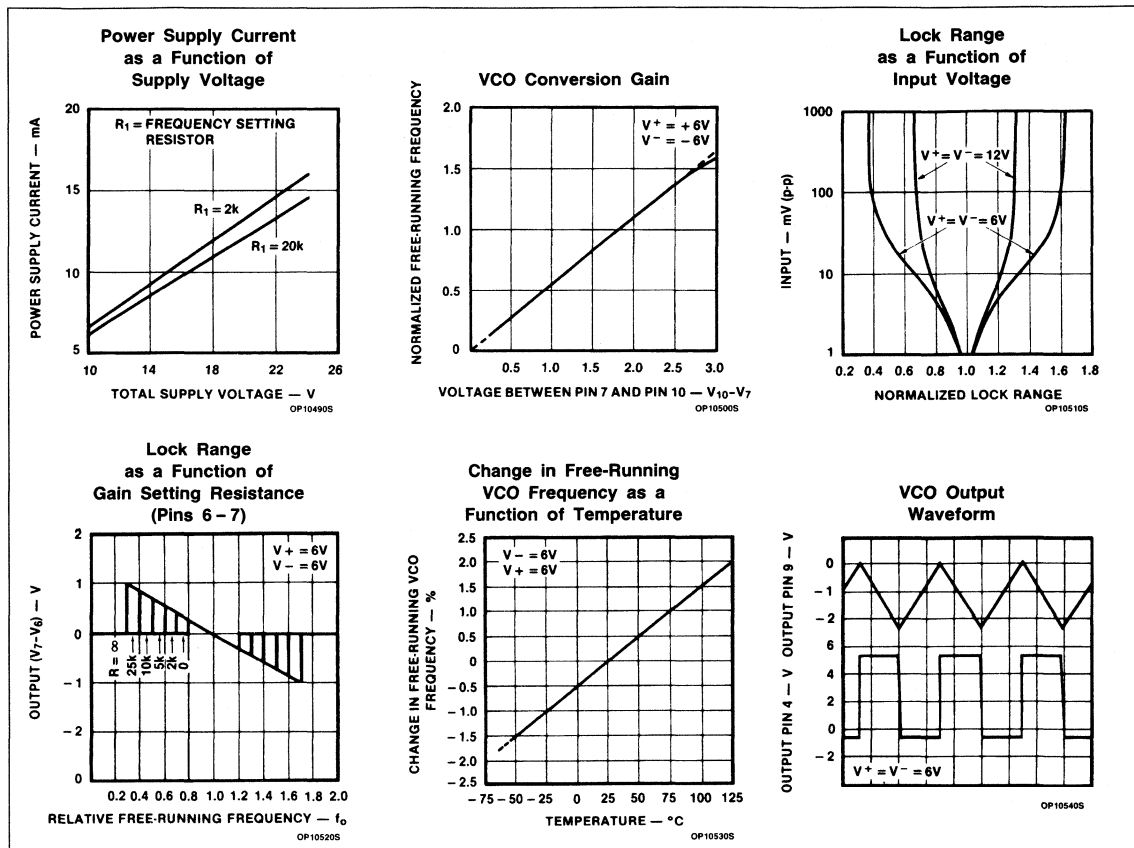 Power Supply Current
as a Function of
Supply Voltage
POWER SUPPLY CURRENT — mA
20
15
10
5
R₁ = FREQUENCY SETTING
RESISTOR
R₁ = 2k
R₁ = 20k
10 14 18 22 26
TOTAL SUPPLY VOLTAGE — V
OP10490S
VCO Conversion Gain
NORMALIZED FREE-RUNNING FREQUENCY
2.0
1.5
1.0
0.5
0
V⁺ = +6V
V⁻ = −6V
0.5 1.0 1.5 2.0 2.5 3.0
VOLTAGE BETWEEN PIN 7 AND PIN 10 — V₁₀-V₇
OP10500S
Lock Range
as a Function of
Input Voltage
INPUT — mV (p-p)
1000
100
10
1
V⁺ = V⁻ = 12V
V⁺ = V⁻ = 6V
0.2 0.4 0.6 0.8 1.0 1.2 1.4 1.6 1.8
NORMALIZED LOCK RANGE
OP10510S
Lock Range
as a Function of
Gain Setting Resistance
(Pins 6 – 7)
OUTPUT (V₇-V₆) — V
2
1
0
− 1
− 2
0
V + = 6V
V − = 6V
R = ∞
25k
10k
5k
2k
0
0.2 0.4 0.6 0.8 1.0 1.2 1.4 1.6 1.8 2.0
RELATIVE FREE-RUNNING FREQUENCY — fₒ
OP10520S
Change in Free-Running
VCO Frequency as a
Function of Temperature
CHANGE IN FREE-RUNNING VCO
FREQUENCY — %
2.5
2.0
1.5
1.0
0.5
0
− 0.5
− 1.0
− 1.5
− 2.0
− 2.5
V − = 6V
V + = 6V
− 75 − 50 − 25 0 25 50 75 100 125
TEMPERATURE — °C
OP10530S
VCO Output
Waveform
OUTPUT PIN 9 — V
0
− 1
− 2
OUTPUT PIN 4 — V
6
4
2
0
− 2
V⁺ = V⁻ = 6V
OP10540S